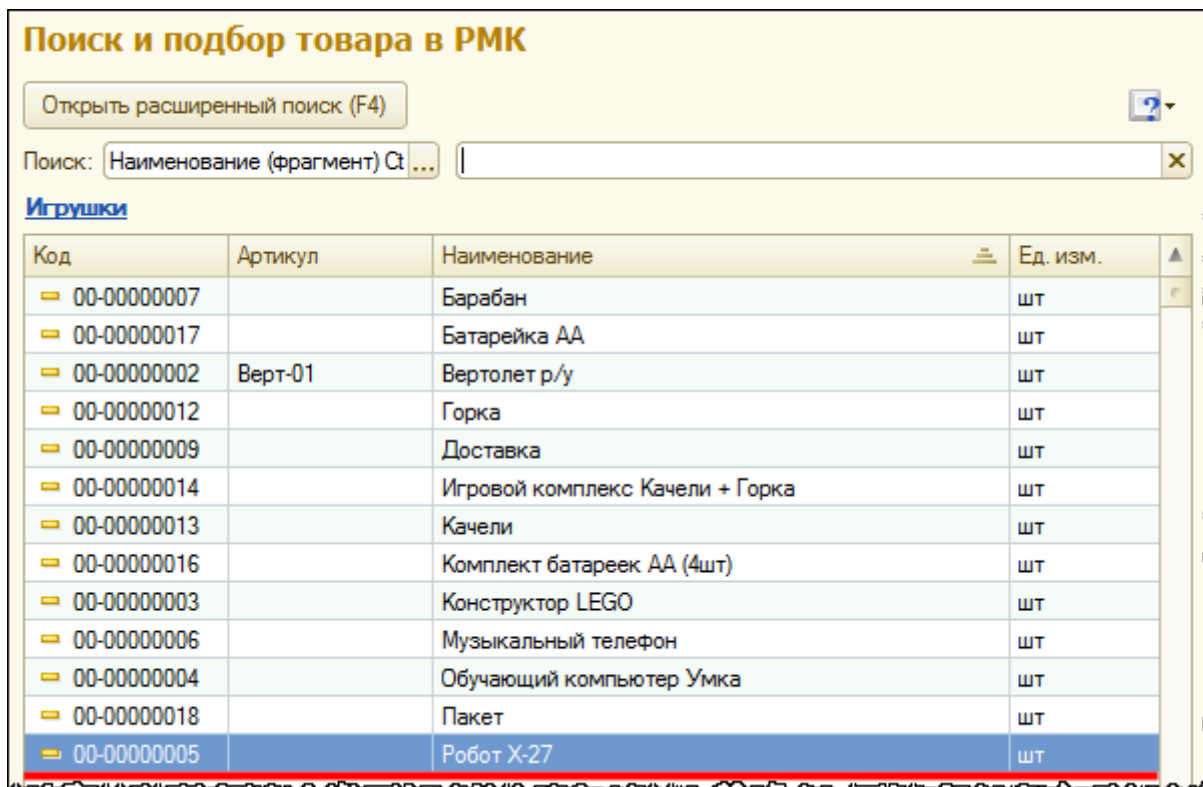 Поиск и подбор товара в РМК
Открыть расширенный поиск (F4)
Поиск: Наименование (фрагмент) Ct ...
Игрушки
Код Артикул Наименование Ед. изм.
00-00000007 Барабан шт
00-00000017 Батарейка АА шт
00-00000002 Верт-01 Вертолет р/у шт
00-00000012 Горка шт
00-00000009 Доставка шт
00-00000014 Игровой комплекс Качели + Горка шт
00-00000013 Качели шт
00-00000016 Комплект батареек АА (4шт) шт
00-00000003 Конструктор LEGO шт
00-00000006 Музыкальный телефон шт
00-00000004 Обучающий компьютер Умка шт
00-00000018 Пакет шт
00-00000005 Робот Х-27 шт